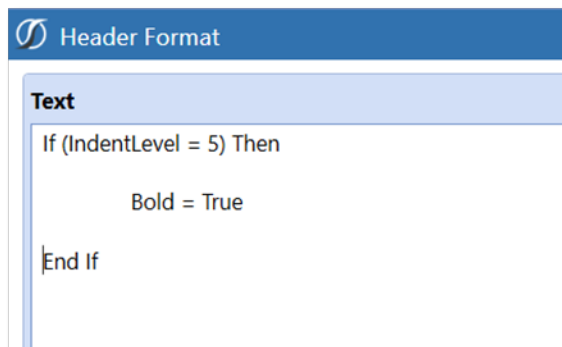 Header Format
Text
If (IndentLevel = 5) Then
Bold = True
End If